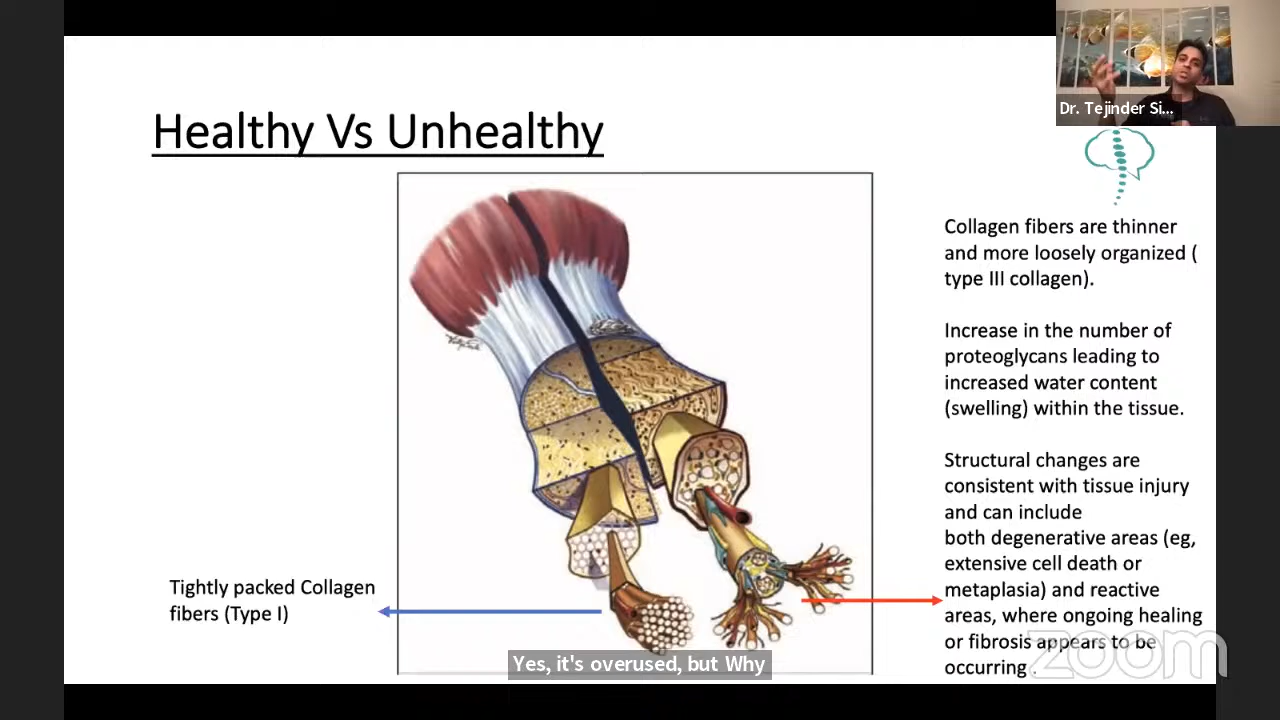 Dr. Tejinder Si...
Healthy Vs Unhealthy
Collagen fibers are thinner
and more loosely organized (
type III collagen).
Increase in the number of
proteoglycans leading to
increased water content
(swelling) within the tissue.
Structural changes are
consistent with tissue injury
and can include
both degenerative areas (eg,
extensive cell death or
metaplasia) and reactive
areas, where ongoing healing
or fibrosis appears to be
occurring .
Tightly packed Collagen
fibers (Type I)
Yes, it's overused, but Why
zoom